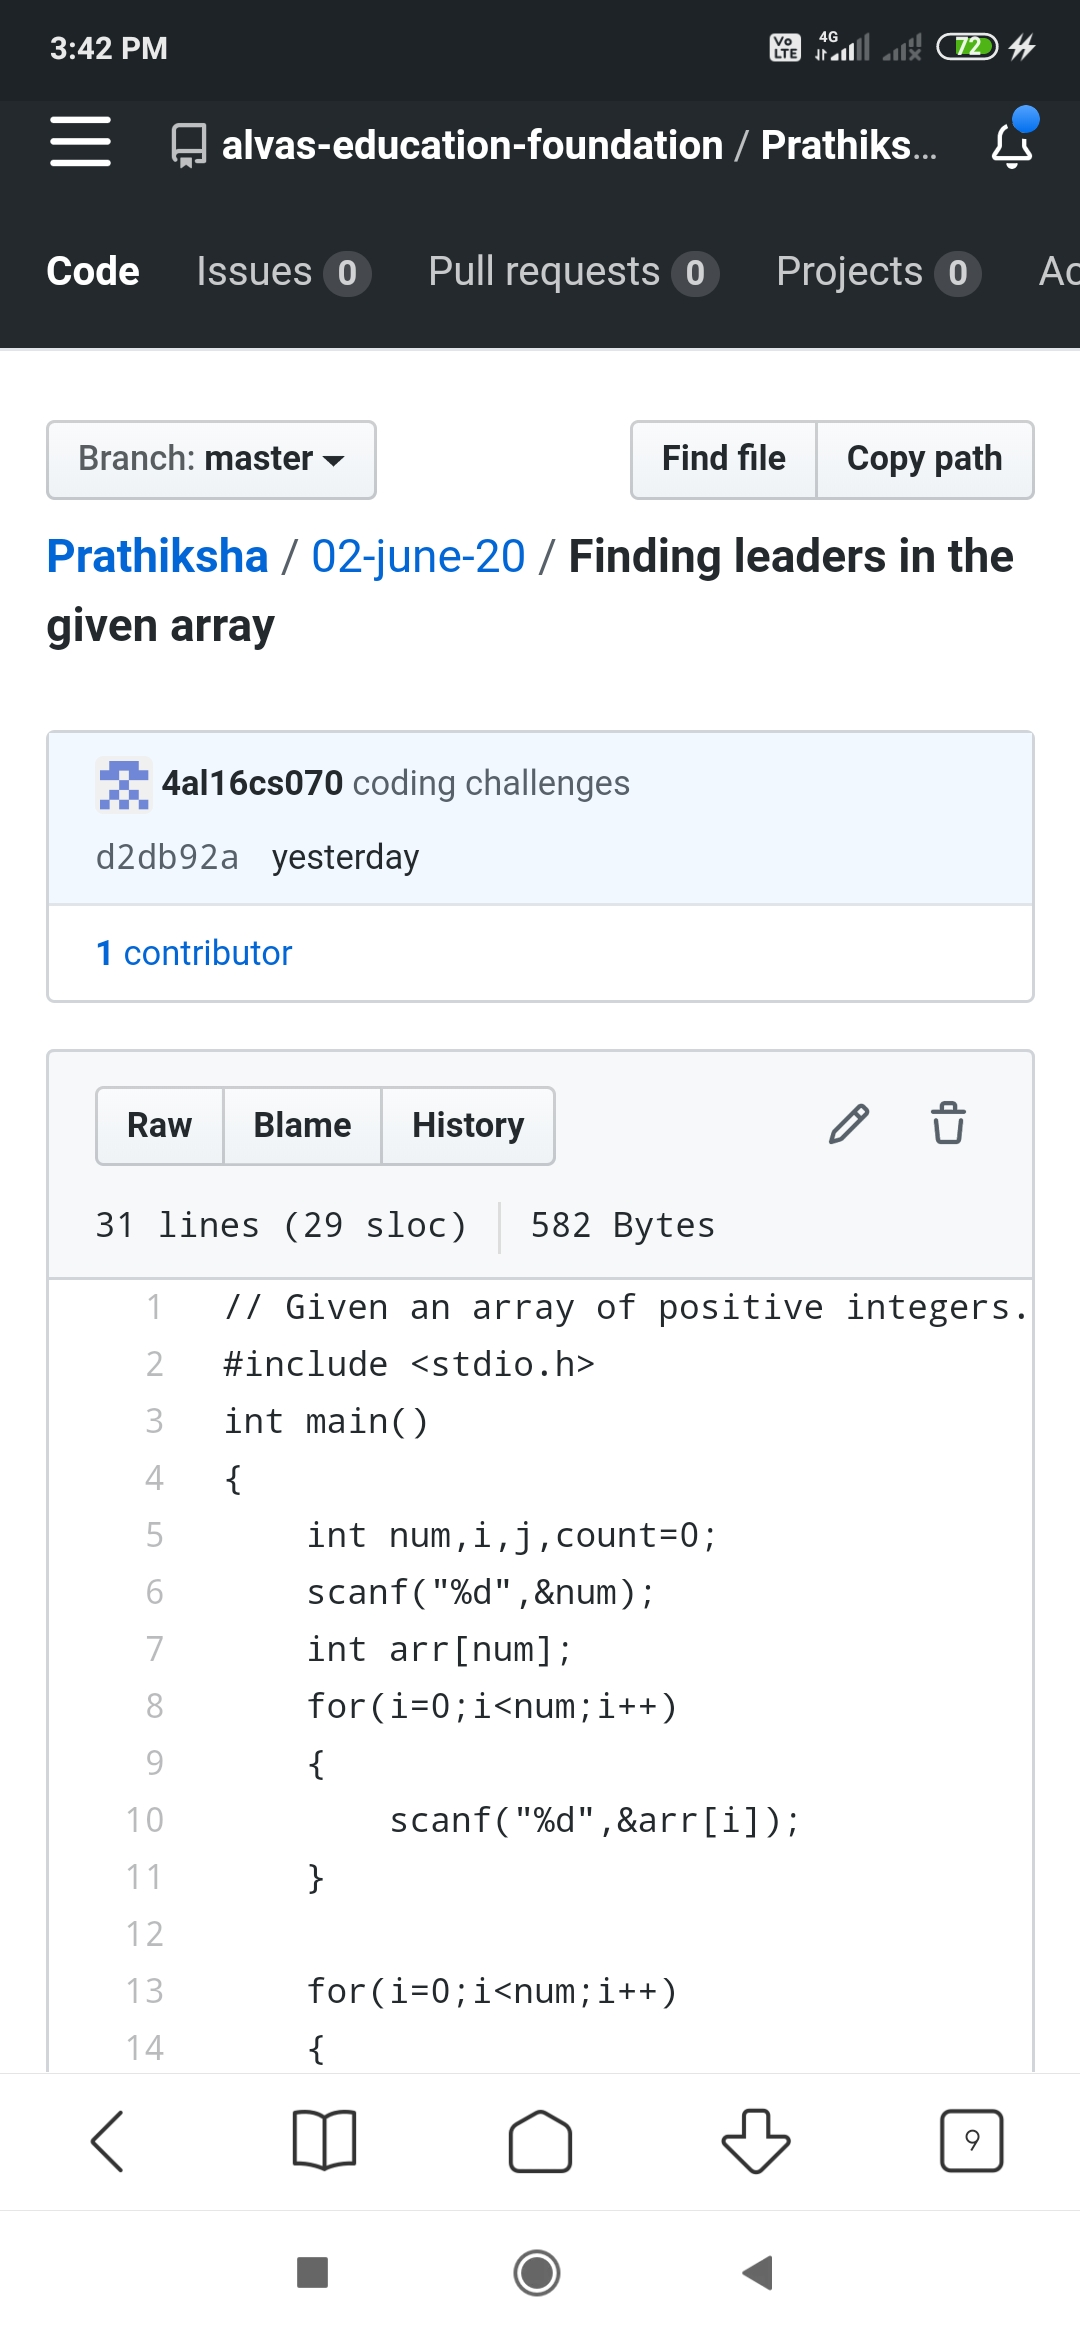 3:42 PM
Vo LTE 4G 72
alvas-education-foundation / Prathiks...
Code Issues 0 Pull requests 0 Projects 0 Ac
Branch: master
Find file Copy path
Prathiksha / 02-june-20 / Finding leaders in the
given array
4al16cs070 coding challenges
d2db92a yesterday
1 contributor
Raw Blame History
31 lines (29 sloc) 582 Bytes
1 // Given an array of positive integers.
2 #include <stdio.h>
3 int main()
4 {
5 int num,i,j,count=0;
6 scanf("%d",&num);
7 int arr[num];
8 for(i=0;i<num;i++)
9 {
10 scanf("%d",&arr[i]);
11 }
12
13 for(i=0;i<num;i++)
14 {
9